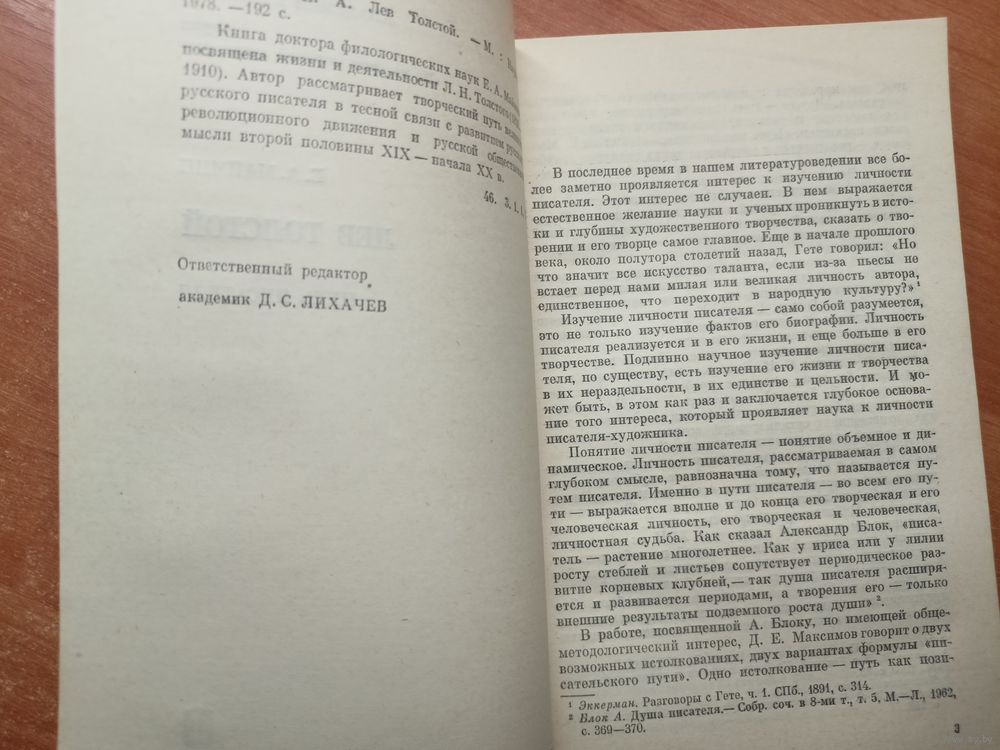 А. Лев Толстой. — М. :
1978. —192 с.
Книга доктора филологических наук Е. А.
посвящена жизни и деятельности Л. Н. Толстого
1910). Автор рассматривает творческий путь
русского писателя в тесной связи с развитием
революционного движения и русской
мысли второй половины XIX — начала XX в.
46. 3. 1.
ЛЕВ ТОЛСТОЙ
Ответственный редактор
академик Д. С. ЛИХАЧЕВ
В последнее время в нашем литературоведении все бо-
лее заметно проявляется интерес к изучению личности
писателя. Этот интерес не случаен. В нем выражается
естественное желание науки и ученых проникнуть в исто-
ки и глубины художественного творчества, сказать о тво-
рении и его творце самое главное. Еще в начале прошлого
века, около полутора столетий назад, Гете говорил: «Но
что значит все искусство таланта, если из-за пьесы не
встает перед нами милая или великая личность автора,
единственное, что переходит в народную культуру?» 1
Изучение личности писателя — само собой разумеется,
это не только изучение фактов его биографии. Личность
писателя реализуется и в его жизни, и еще больше в его
творчестве. Подлинно научное изучение личности писа-
теля, по существу, есть изучение его жизни и творчества
в их нераздельности, в их единстве и цельности. И мо-
жет быть, в этом как раз и заключается глубокое основа-
ние того интереса, который проявляет наука к личности
писателя-художника.
Понятие личности писателя — понятие объемное и ди-
намическое. Личность писателя, рассматриваемая в самом
глубоком смысле, равнозначна тому, что называется пу-
тем писателя. Именно в пути писателя — во всем его пу-
ти — выражается вполне и до конца его творческая и его
человеческая личность, его творческая и человеческая,
личностная судьба. Как сказал Александр Блок, «писа-
тель — растение многолетнее. Как у ириса или у лилии
росту стеблей и листьев сопутствует периодическое раз-
витие корневых клубней,— так душа писателя расширя-
ется и развивается периодами, а творения его — только
внешние результаты подземного роста души» 2.
В работе, посвященной А. Блоку, но имеющей обще-
методологический интерес, Д. Е. Максимов говорит о двух
возможных истолкованиях, двух вариантах формулы «пи-
сательского пути». Одно истолкование — путь как пози-
1 Эккерман. Разговоры с Гете, ч. 1. СПб., 1891, с. 314.
2 Блок А. Душа писателя.— Собр. соч. в 8-ми т., т. 5, М.—Л., 1962,
с. 369—370.
3